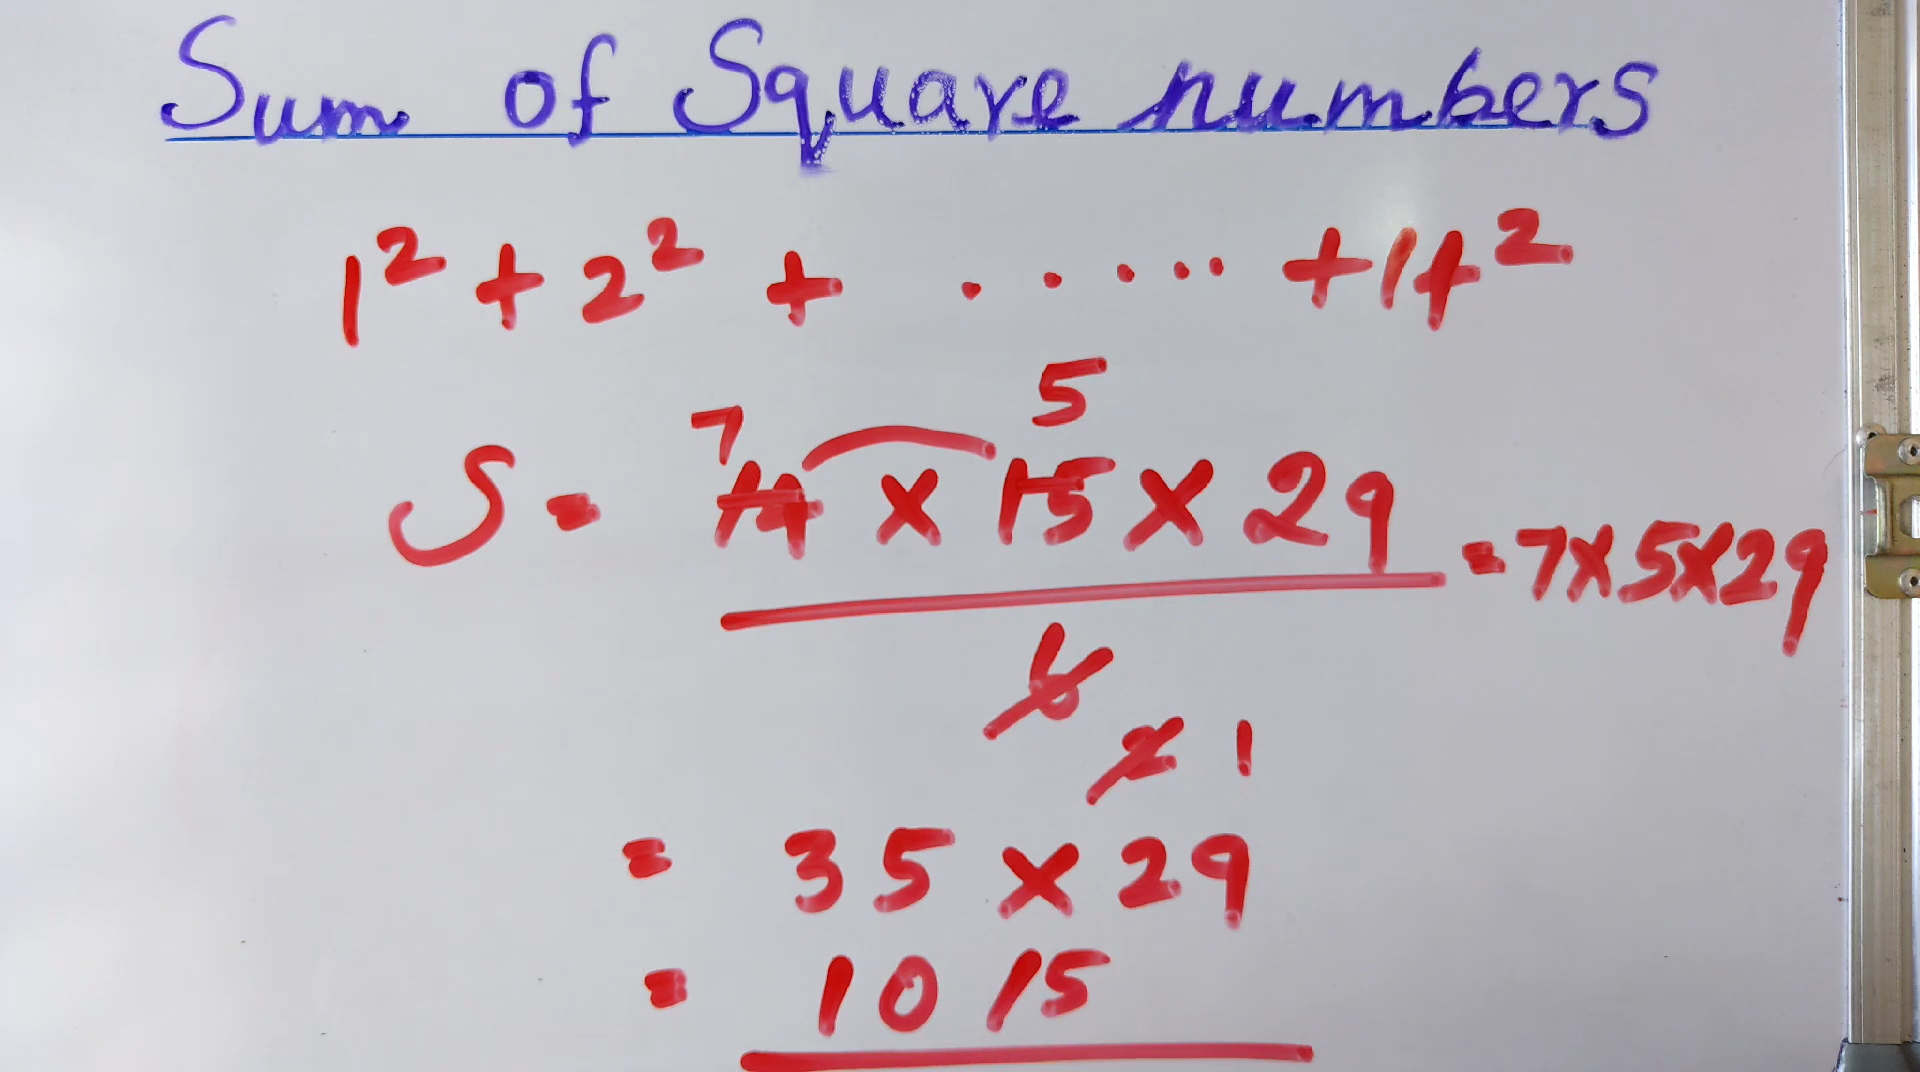 Sum of Square numbers
1² + 2² + . . . . . + 14²
7 5
S = 14 × 15 × 29 = 7×5×29
6
2 1
= 35 × 29
= 1015